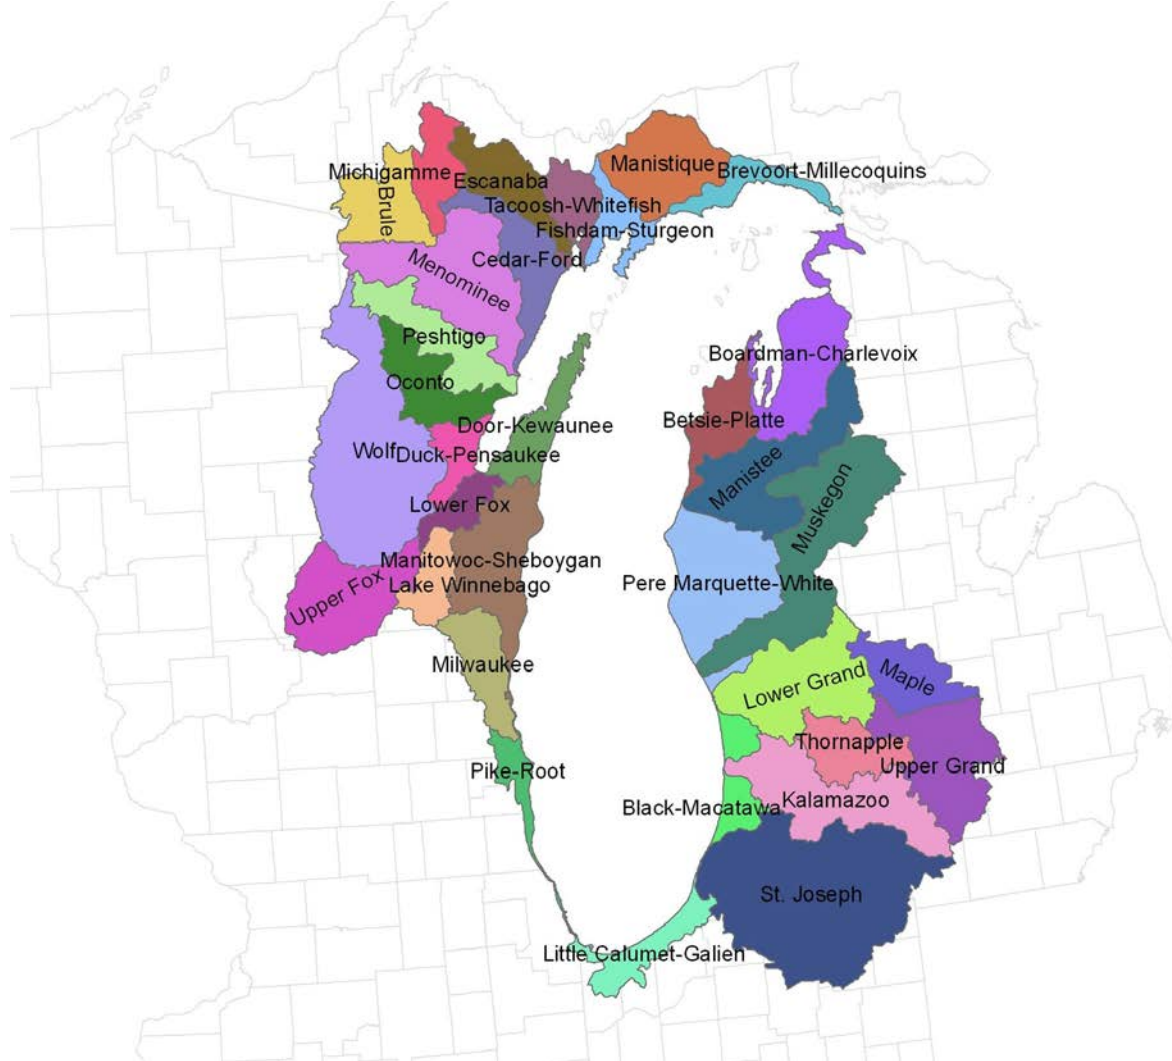 Manistique
Brevoort-Millecoquins
Michigamme
Escanaba
Brule
Tacoosh-Whitefish
Fishdam-Sturgeon
Cedar-Ford
Menominee
Peshtigo
Boardman-Charlevoix
Oconto
Betsie-Platte
Door-Kewaunee
Wolf
Duck-Pensaukee
Manistee
Muskegon
Lower Fox
Manitowoc-Sheboygan
Lake Winnebago
Pere Marquette-White
Upper Fox
Milwaukee
Lower Grand
Maple
Thornapple
Upper Grand
Pike-Root
Kalamazoo
Black-Macatawa
St. Joseph
Little Calumet-Galien